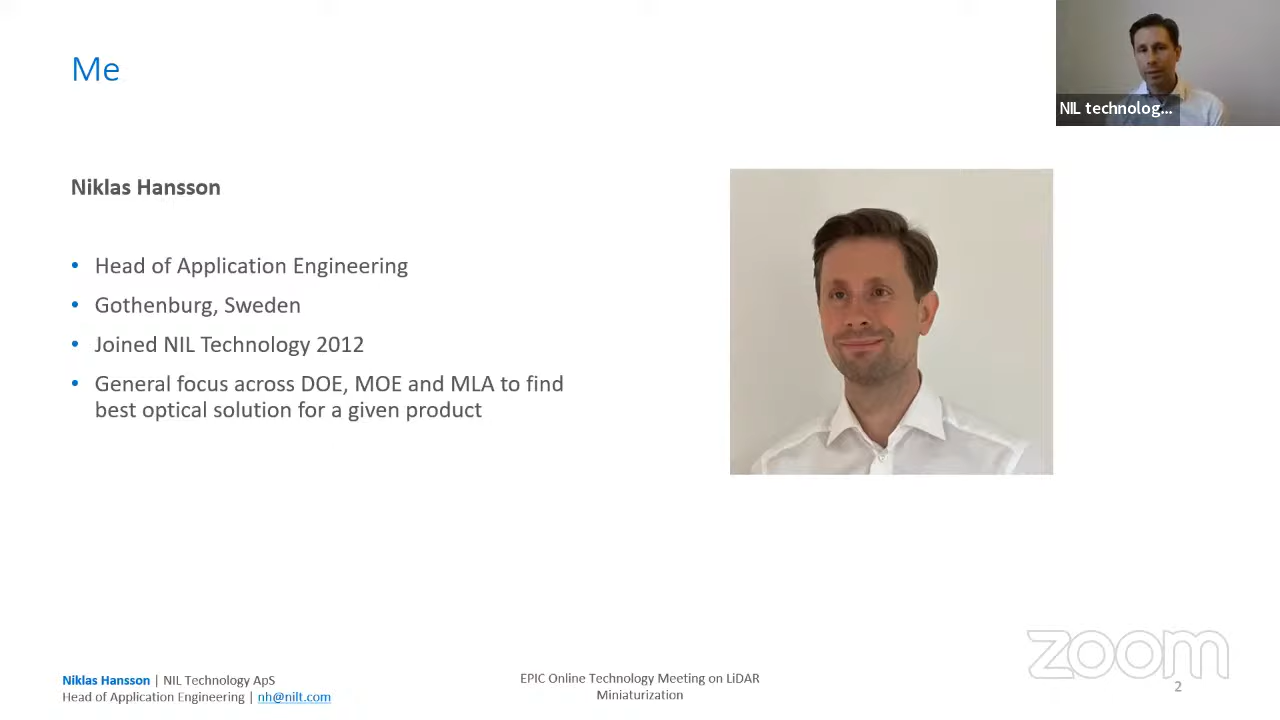 Me
NIL technolog...
Niklas Hansson
• Head of Application Engineering
• Gothenburg, Sweden
• Joined NIL Technology 2012
• General focus across DOE, MOE and MLA to find
best optical solution for a given product
Niklas Hansson | NIL Technology ApS
Head of Application Engineering | nh@nilt.com
EPIC Online Technology Meeting on LiDAR
Miniaturization
zoom
2